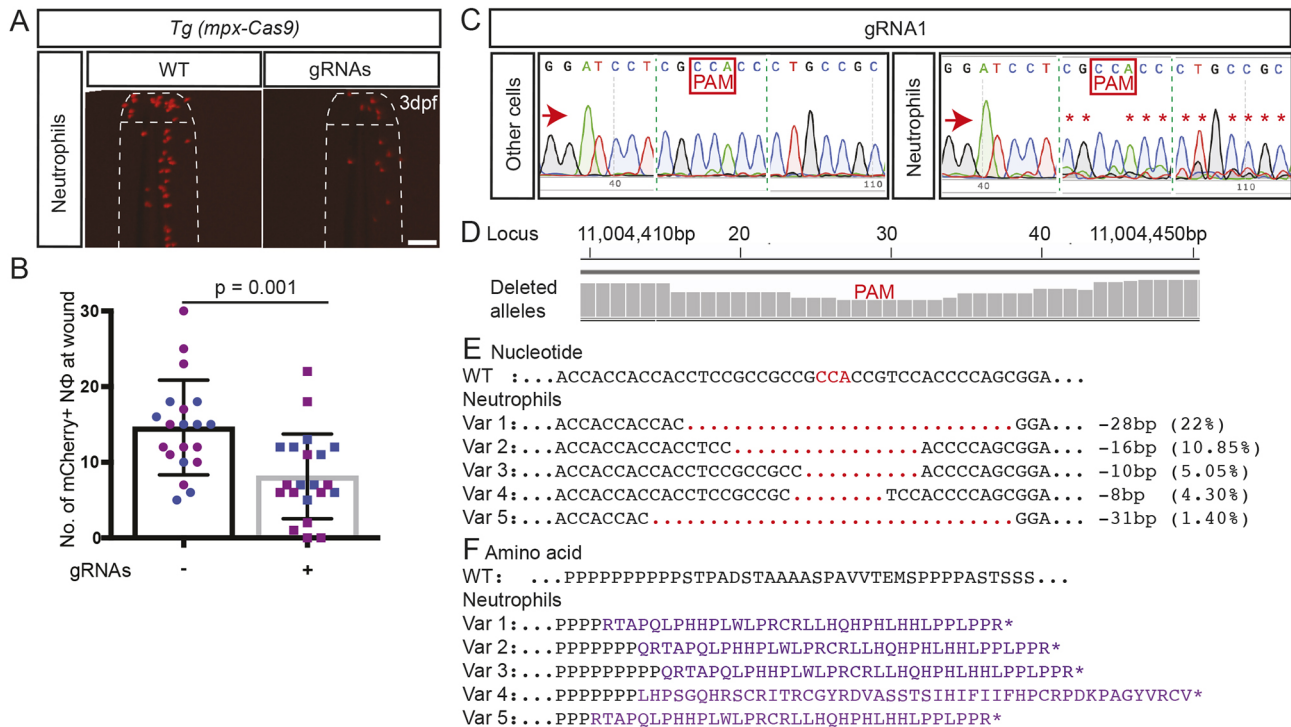 A
Tg (mpx-Cas9)
WT
gRNAs
Neutrophils
3dpf
B
p = 0.001
No. of mCherry+ NΦ at wound
30
20
10
0
gRNAs
-
+
C
gRNA1
Other cells
G G A T C C T C G C C A C C C T G C C G C
PAM
40
110
Neutrophils
G G A T C C T C G C C A C C C T G C C G C
PAM
* * * * * * * * * * *
40
110
D Locus
11,004,410bp 20 30 40 11,004,450bp
Deleted
alleles
PAM
E Nucleotide
WT :...ACCACCACCACCTCCGCCGCCGCCACCGTCCACCCCAGCGGA...
Neutrophils
Var 1:...ACCACCACCAC............................GGA... -28bp (22%)
Var 2:...ACCACCACCACCTCC................ACCCCAGCGGA... -16bp (10.85%)
Var 3:...ACCACCACCACCTCCGCCGCC..........ACCCCAGCGGA... -10bp (5.05%)
Var 4:...ACCACCACCACCTCCGCCGC........TCCACCCCAGCGGA... -8bp (4.30%)
Var 5:...ACCACCAC...............................GGA... -31bp (1.40%)
F Amino acid
WT: ...PPPPPPPPPPSTPADSTAAAASPAVVTEMSPPPPASTSSS...
Neutrophils
Var 1:...PPPPRTAPQLPHHPLWLPRCRLLHQHPHLHHLPPLPPR*
Var 2:...PPPPPPPQRTAPQLPHHPLWLPRCRLLHQHPHLHHLPPLPPR*
Var 3:...PPPPPPPPPQRTAPQLPHHPLWLPRCRLLHQHPHLHHLPPLPPR*
Var 4:...PPPPPPPLHPSGQHRSCRITRCGYRDVASSTSIHIFIIFHPCRPDKPAGYVRCV*
Var 5:...PPPRTAPQLPHHPLWLPRCRLLHQHPHLHHLPPLPPR*